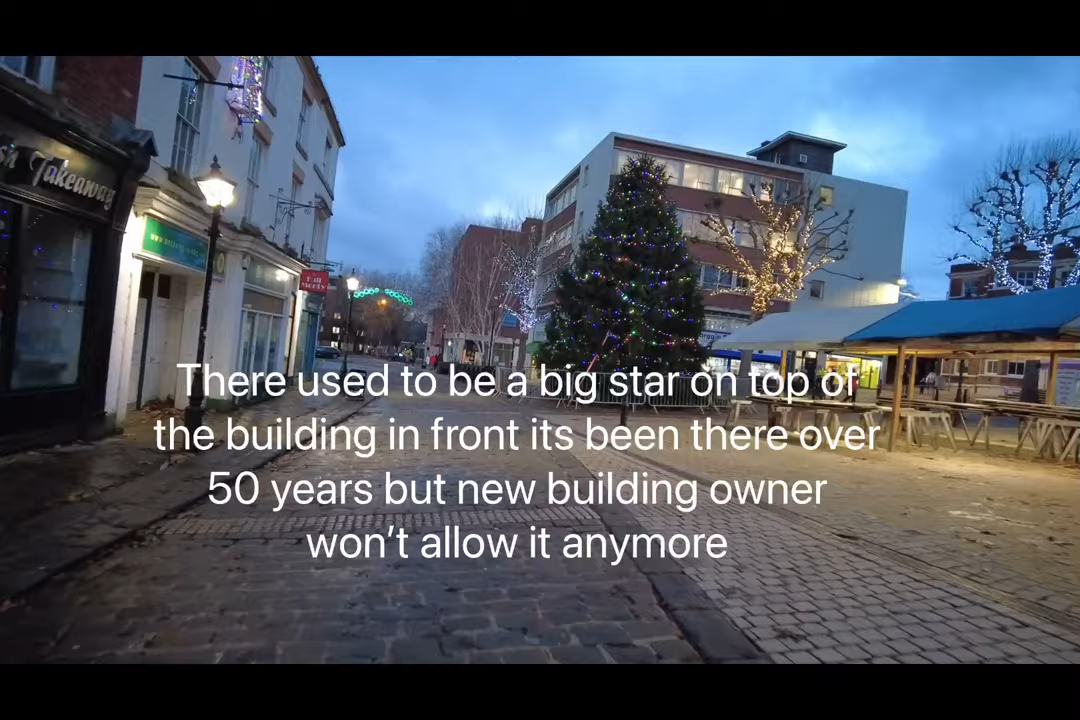 sh Takeaway
There used to be a big star on top of
the building in front its been there over
50 years but new building owner
won't allow it anymore